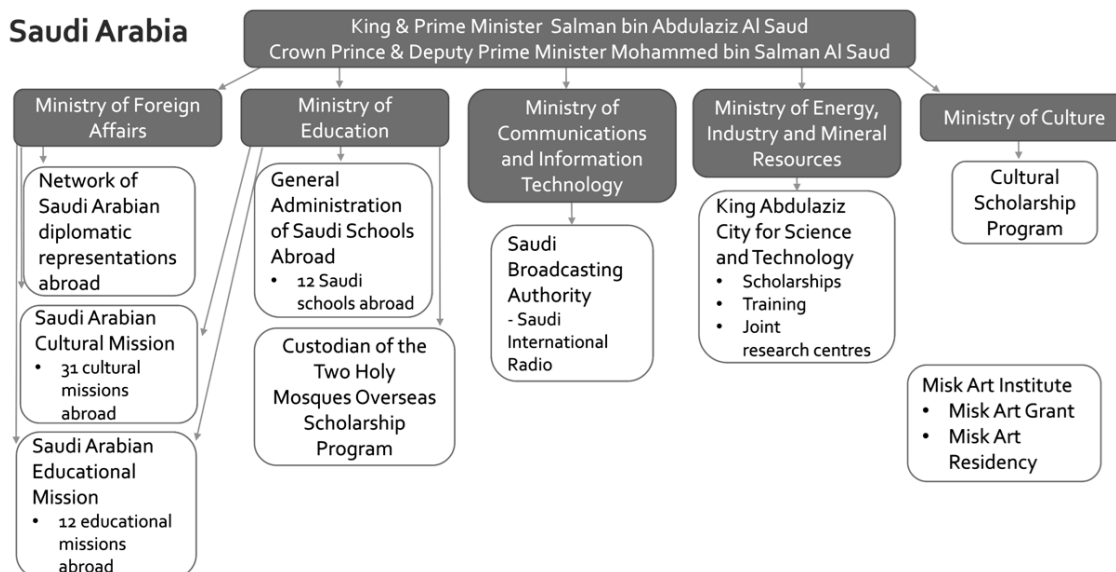 Saudi Arabia
King & Prime Minister Salman bin Abdulaziz Al Saud
Crown Prince & Deputy Prime Minister Mohammed bin Salman Al Saud
Ministry of Foreign
Affairs
Network of
Saudi Arabian
diplomatic
representations
abroad
Saudi Arabian
Cultural Mission
• 31 cultural
missions
abroad
Saudi Arabian
Educational
Mission
• 12 educational
missions
abroad
Ministry of
Education
General
Administration
of Saudi Schools
Abroad
• 12 Saudi
schools abroad
Custodian of the
Two Holy
Mosques Overseas
Scholarship
Program
Ministry of
Communications
and Information
Technology
Saudi
Broadcasting
Authority
- Saudi
International
Radio
Ministry of Energy,
Industry and Mineral
Resources
King Abdulaziz
City for Science
and Technology
• Scholarships
• Training
• Joint
research centres
Ministry of Culture
Cultural
Scholarship
Program
Misk Art Institute
• Misk Art Grant
• Misk Art
Residency